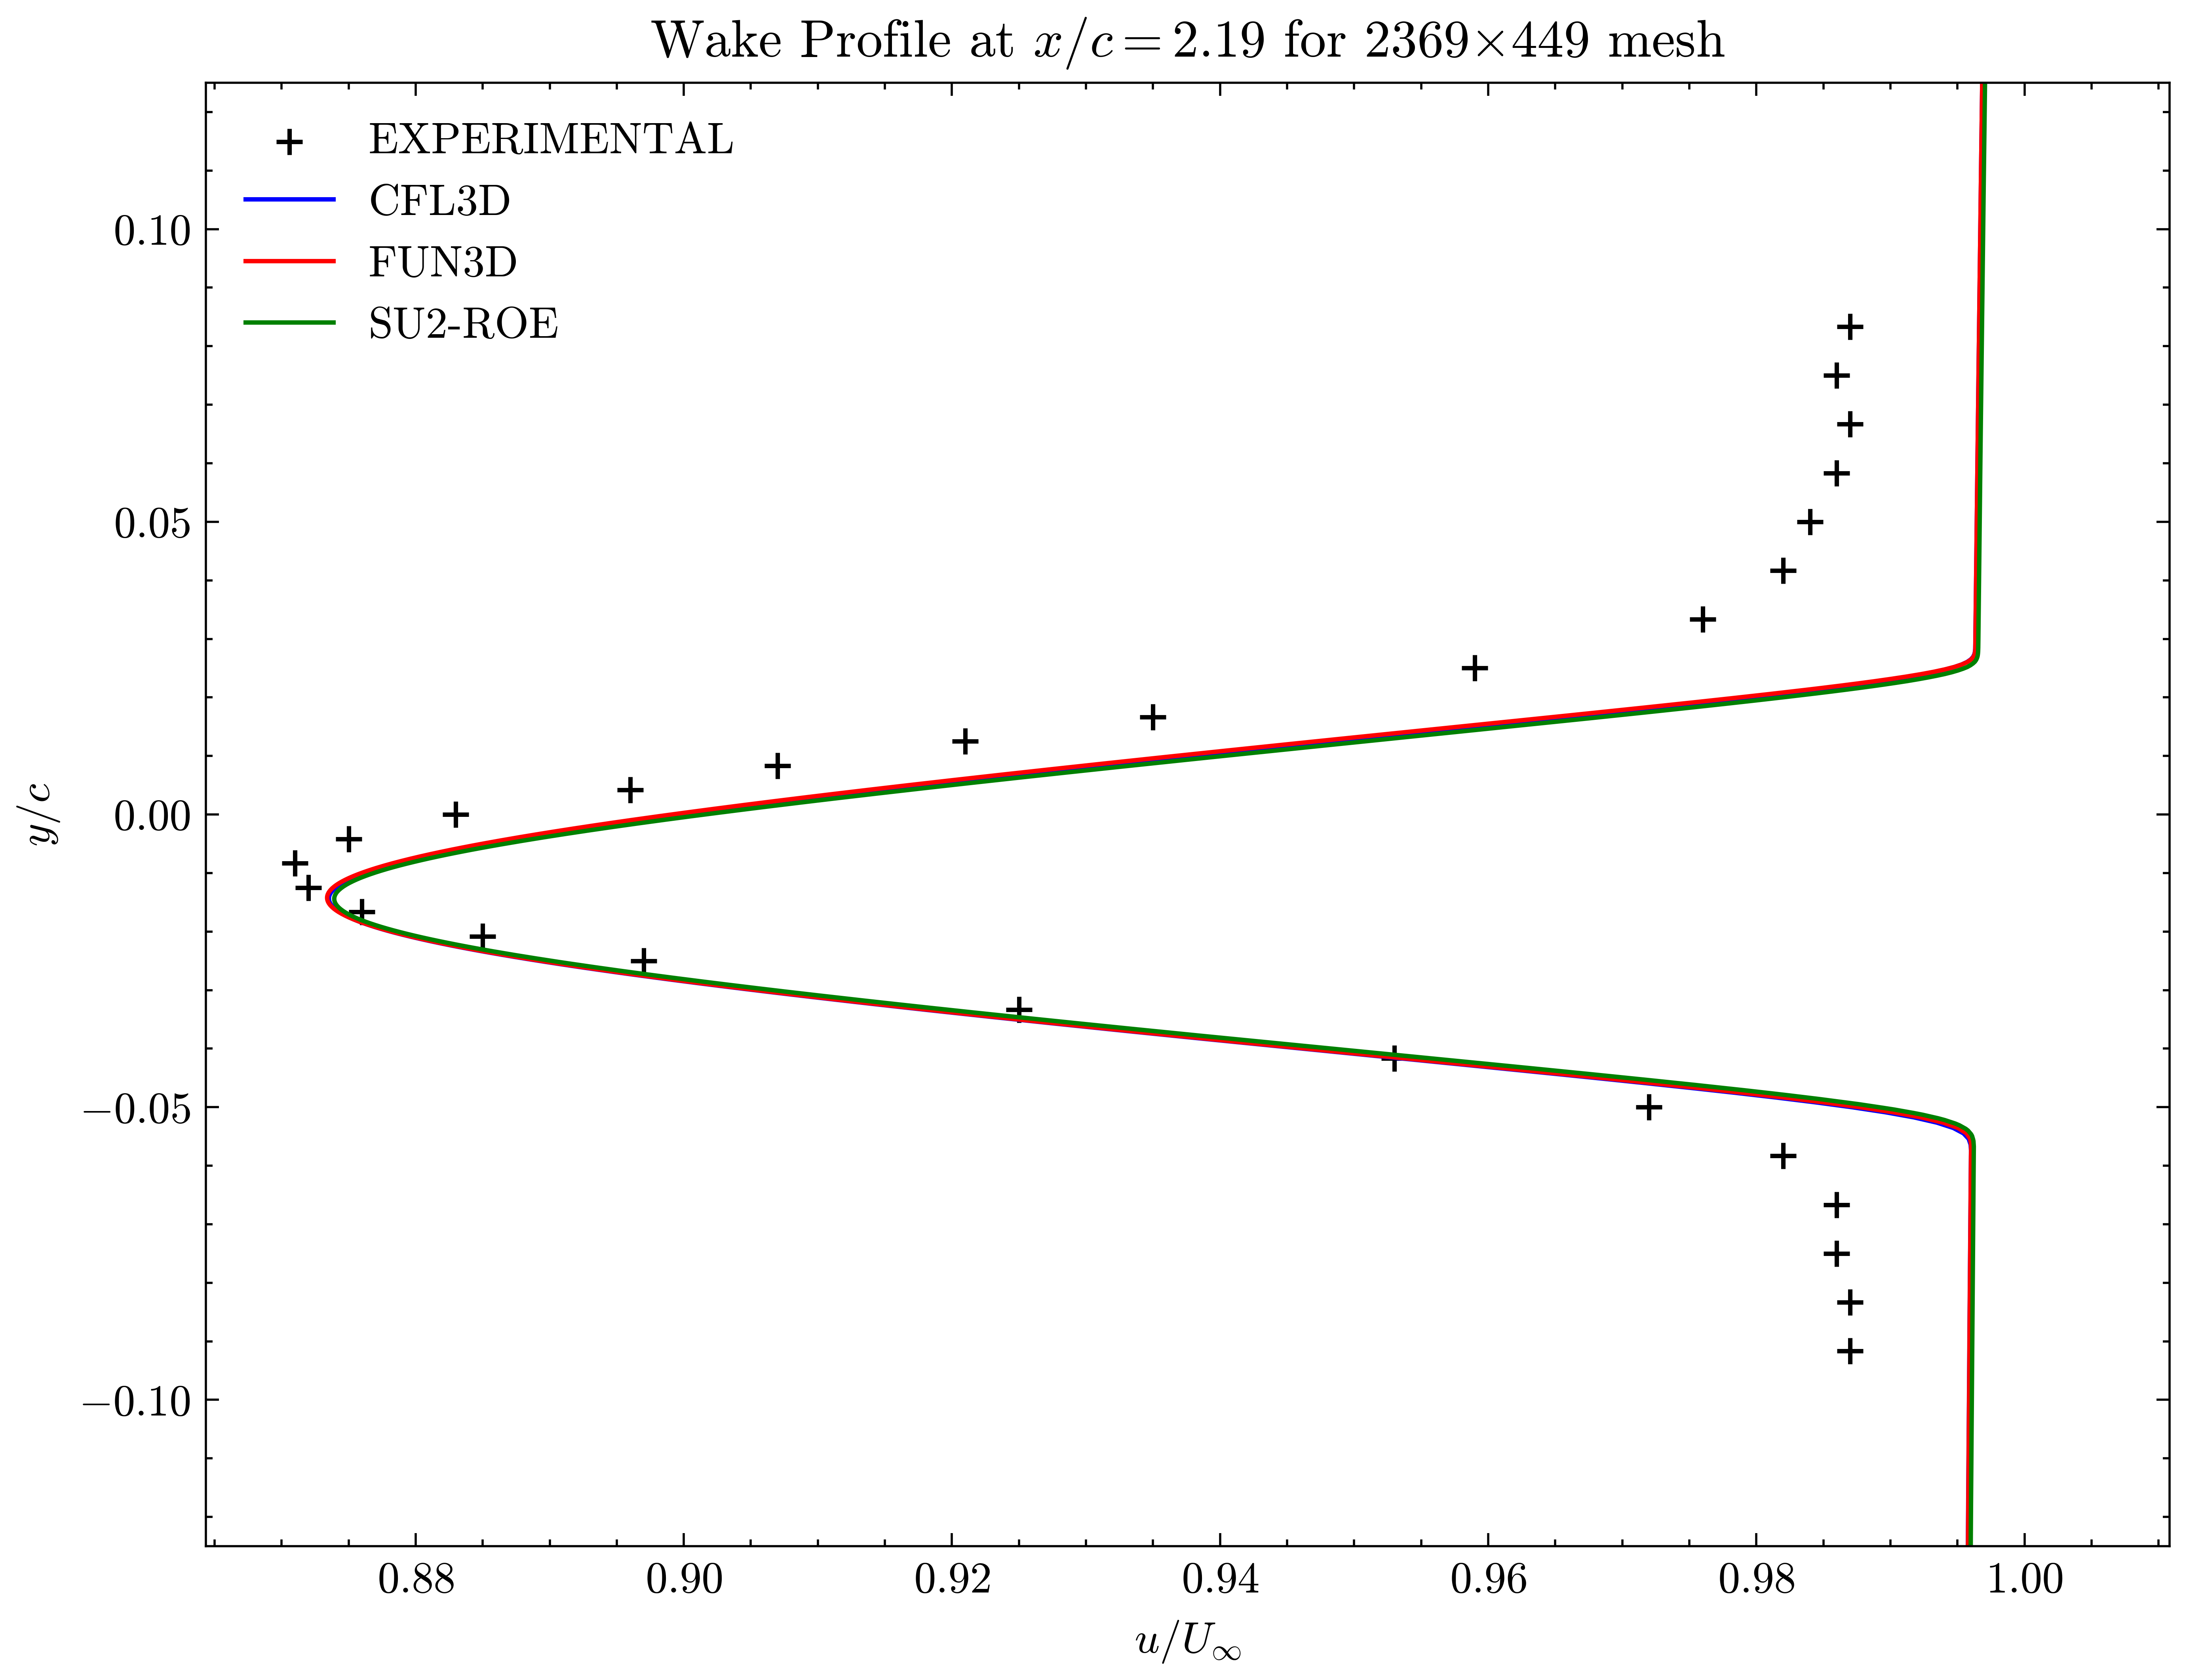 Wake Profile at x/c = 2.19 for 2369×449 mesh
EXPERIMENTAL
CFL3D
FUN3D
SU2-ROE
0.10
0.05
0.00
−0.05
−0.10
y/c
0.88 0.90 0.92 0.94 0.96 0.98 1.00
u/U∞